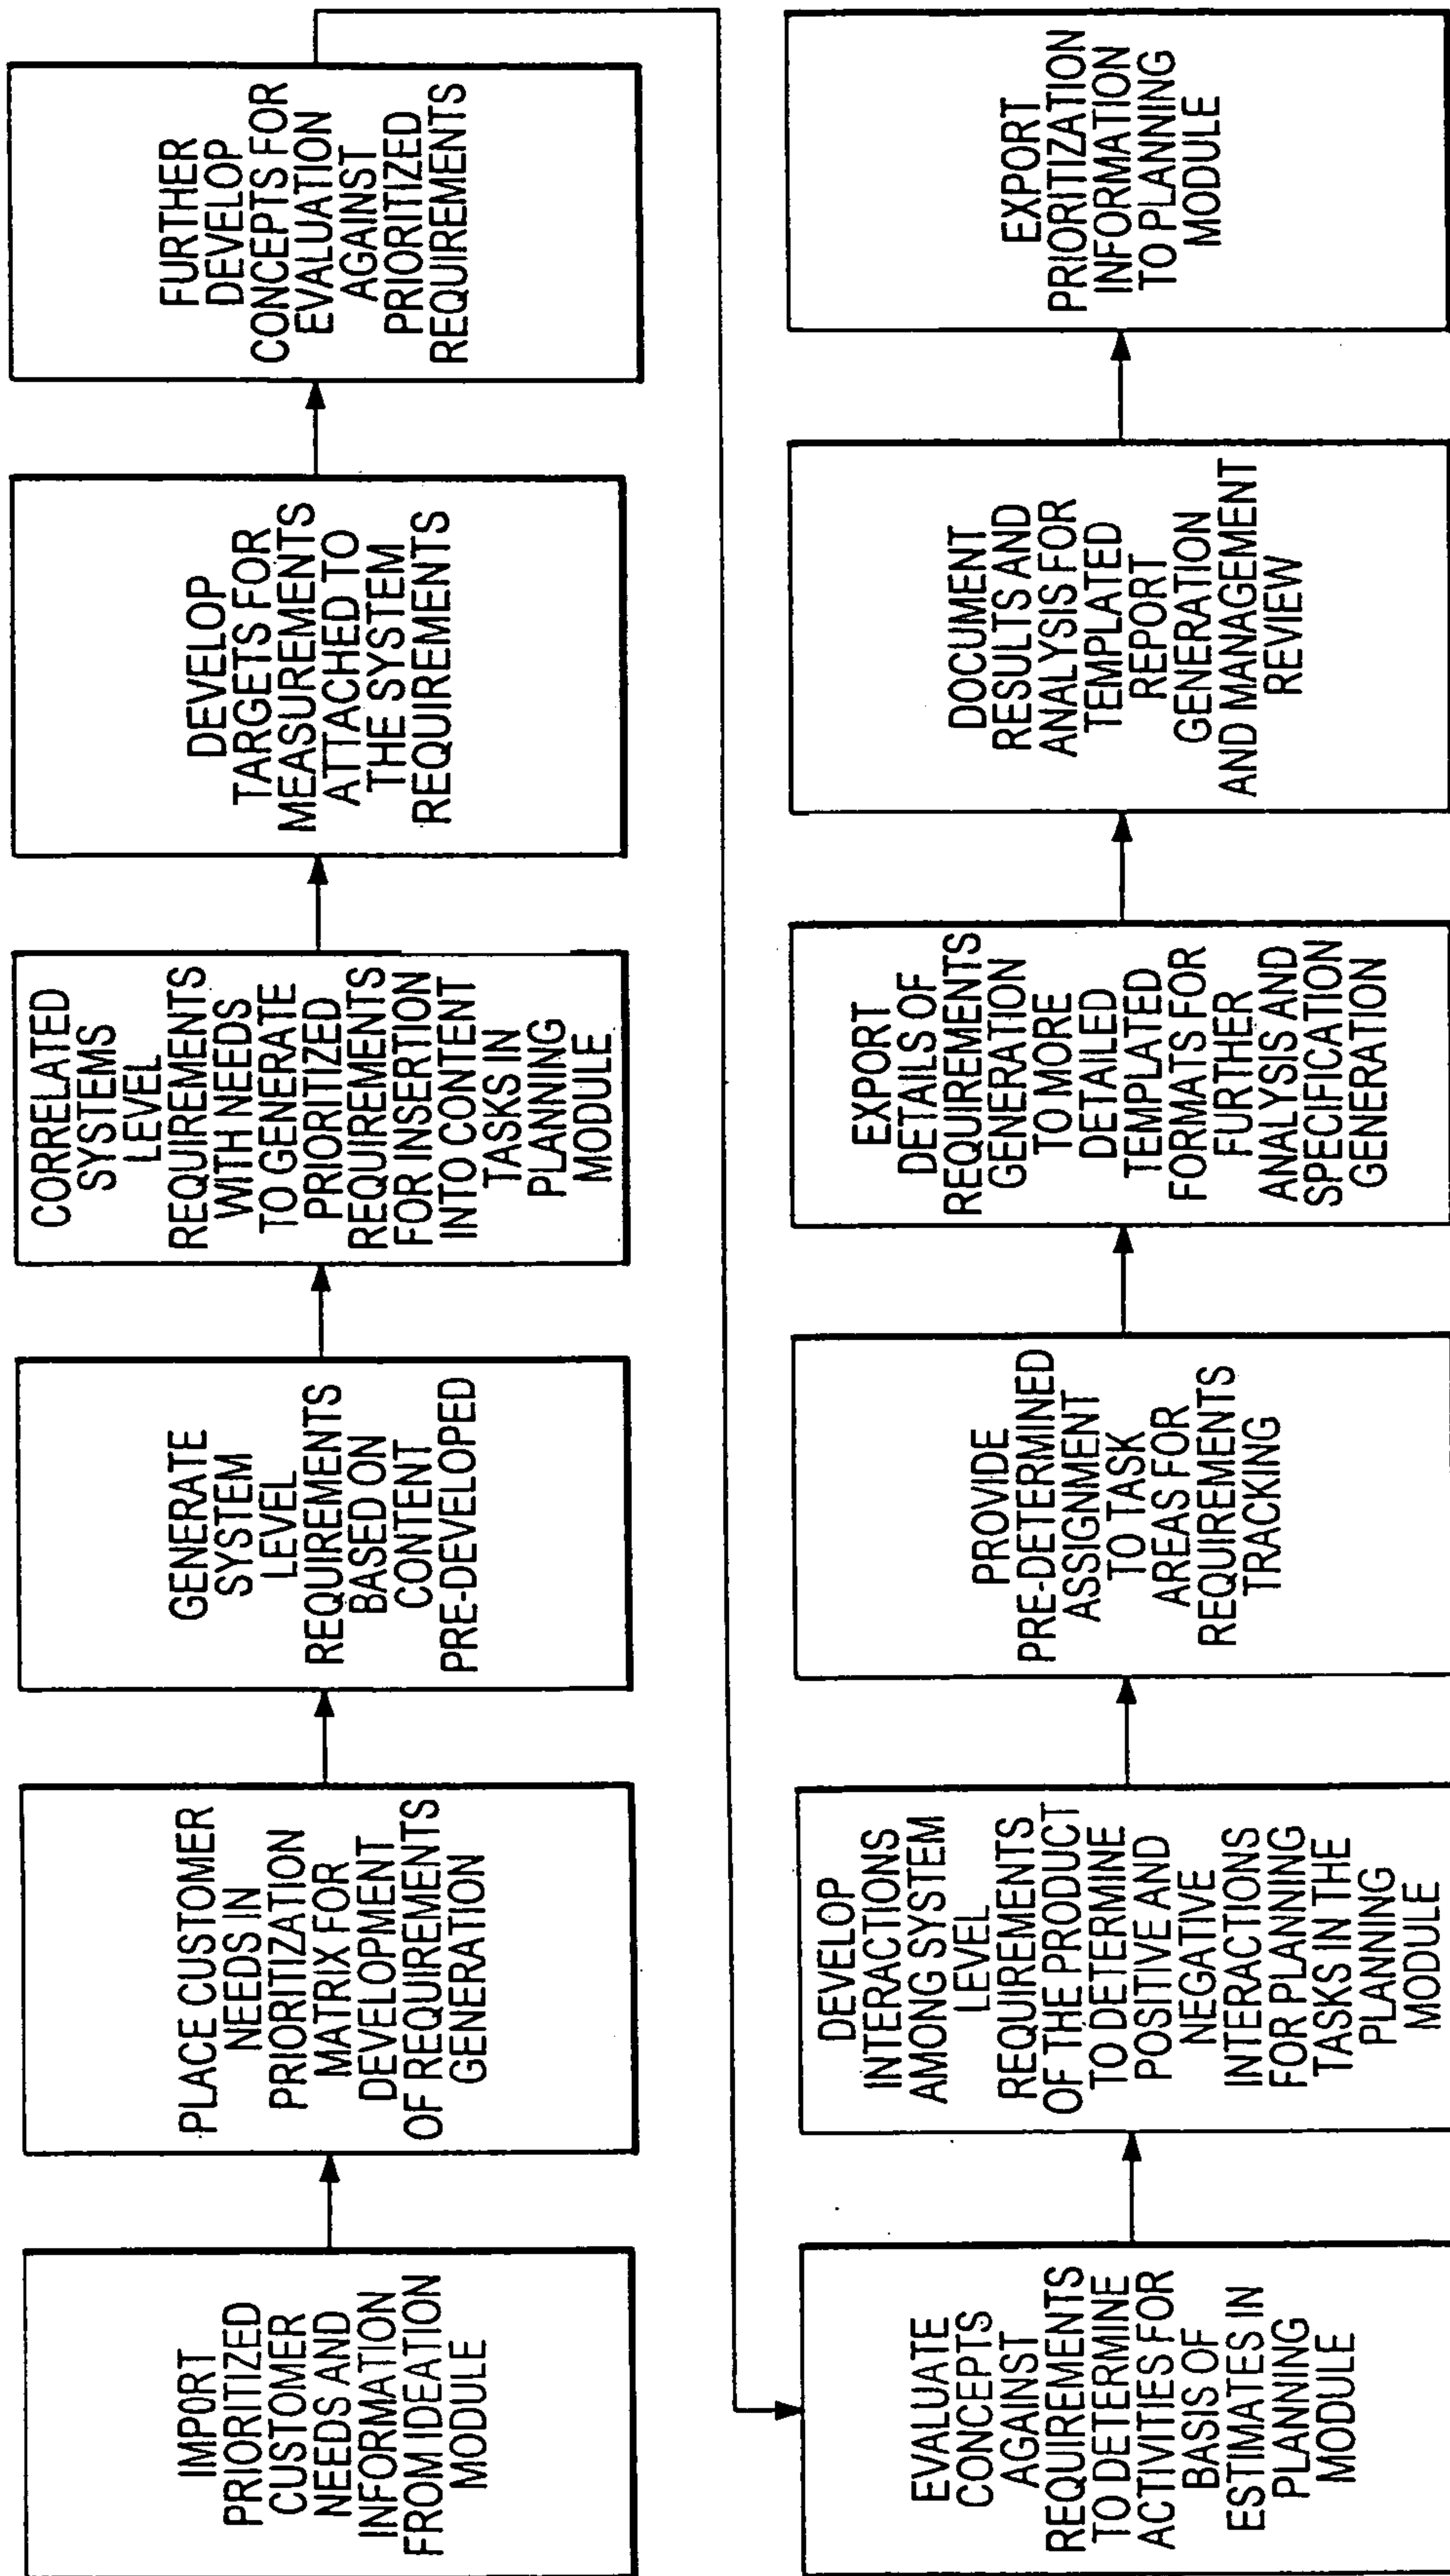 IMPORT
PRIORITIZED
CUSTOMER
NEEDS AND
INFORMATION
FROM IDEATION
MODULE
PLACE CUSTOMER
NEEDS IN
PRIORITIZATION
MATRIX FOR
DEVELOPMENT
OF REQUIREMENTS
GENERATION
GENERATE
SYSTEM
LEVEL
REQUIREMENTS
BASED ON
CONTENT
PRE-DEVELOPED
CORRELATED
SYSTEMS
LEVEL
REQUIREMENTS
WITH NEEDS
TO GENERATE
PRIORITIZED
REQUIREMENTS
FOR INSERTION
INTO CONTENT
TASKS IN
PLANNING
MODULE
DEVELOP
TARGETS FOR
MEASUREMENTS
ATTACHED TO
THE SYSTEM
REQUIREMENTS
FURTHER
DEVELOP
CONCEPTS FOR
EVALUATION
AGAINST
PRIORITIZED
REQUIREMENTS
EVALUATE
CONCEPTS
AGAINST
REQUIREMENTS
TO DETERMINE
ACTIVITIES FOR
BASIS OF
ESTIMATES IN
PLANNING
MODULE
DEVELOP
INTERACTIONS
AMONG SYSTEM
LEVEL
REQUIREMENTS
OF THE PRODUCT
TO DETERMINE
POSITIVE AND
NEGATIVE
INTERACTIONS
FOR PLANNING
TASKS IN THE
PLANNING
MODULE
PROVIDE
PRE-DETERMINED
ASSIGNMENT
TO TASK
AREAS FOR
REQUIREMENTS
TRACKING
EXPORT
DETAILS OF
REQUIREMENTS
GENERATION
TO MORE
DETAILED
TEMPLATED
FORMATS FOR
FURTHER
ANALYSIS AND
SPECIFICATION
GENERATION
DOCUMENT
RESULTS AND
ANALYSIS FOR
TEMPLATED
REPORT
GENERATION
AND MANAGEMENT
REVIEW
EXPORT
PRIORITIZATION
INFORMATION
TO PLANNING
MODULE